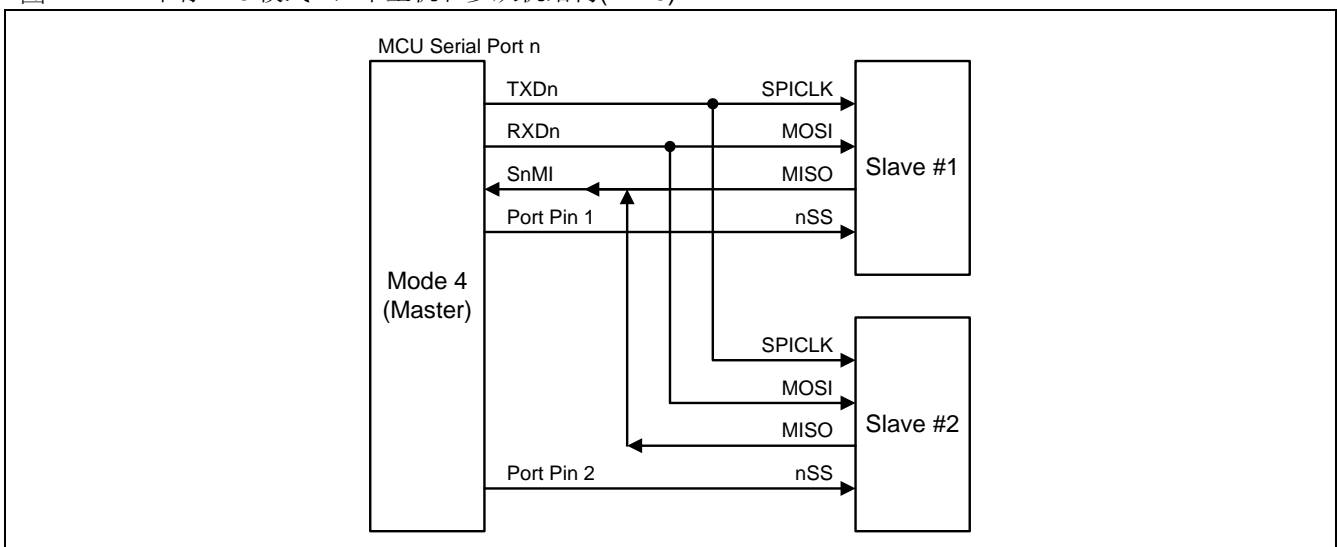 图
MCU Serial Port n
TXDn SPICLK
RXDn MOSI
SnMI MISO
Port Pin 1 nSS
Slave #1
Mode 4
(Master)
SPICLK
MOSI
MISO
Port Pin 2 nSS
Slave #2